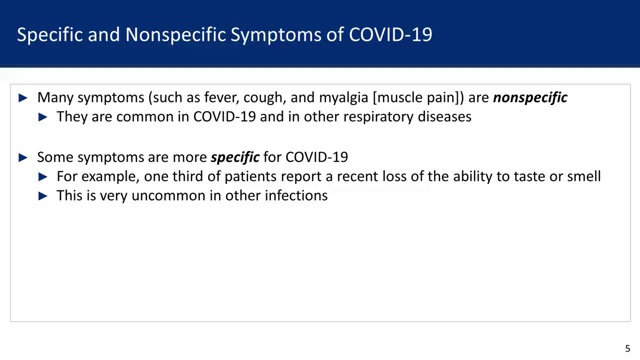 Specific and Nonspecific Symptoms of COVID-19
► Many symptoms (such as fever, cough, and myalgia [muscle pain]) are nonspecific
► They are common in COVID-19 and in other respiratory diseases
► Some symptoms are more specific for COVID-19
► For example, one third of patients report a recent loss of the ability to taste or smell
► This is very uncommon in other infections
5